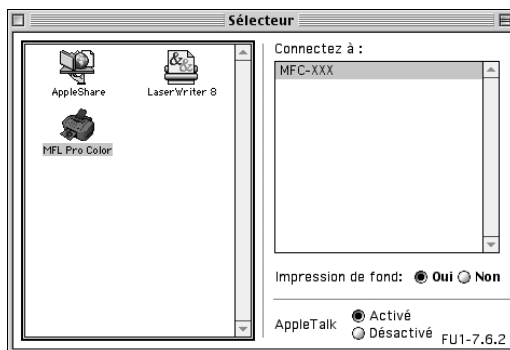 Sélecteur
AppleShare
LaserWriter 8
MFL Pro Color
Connectez à :
MFC-XXX
Impression de fond: Oui Non
AppleTalk
Activé
Désactivé
FU1-7.6.2